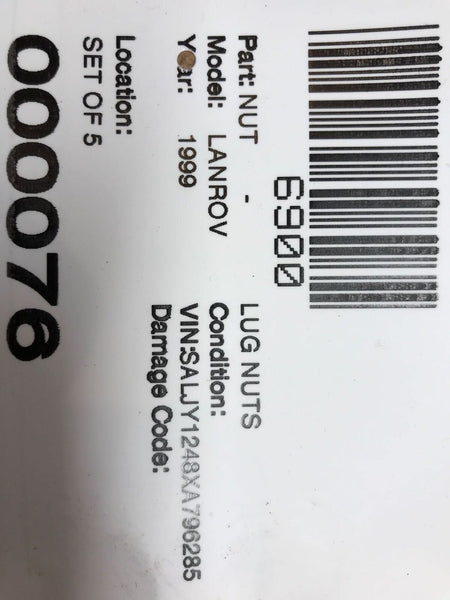 6900
Part: NUT - LUG NUTS
Model: LANROV Condition:
Year: 1999 VIN:SALJY1248XA796285
Damage Code:
Location:
SET OF 5
000076